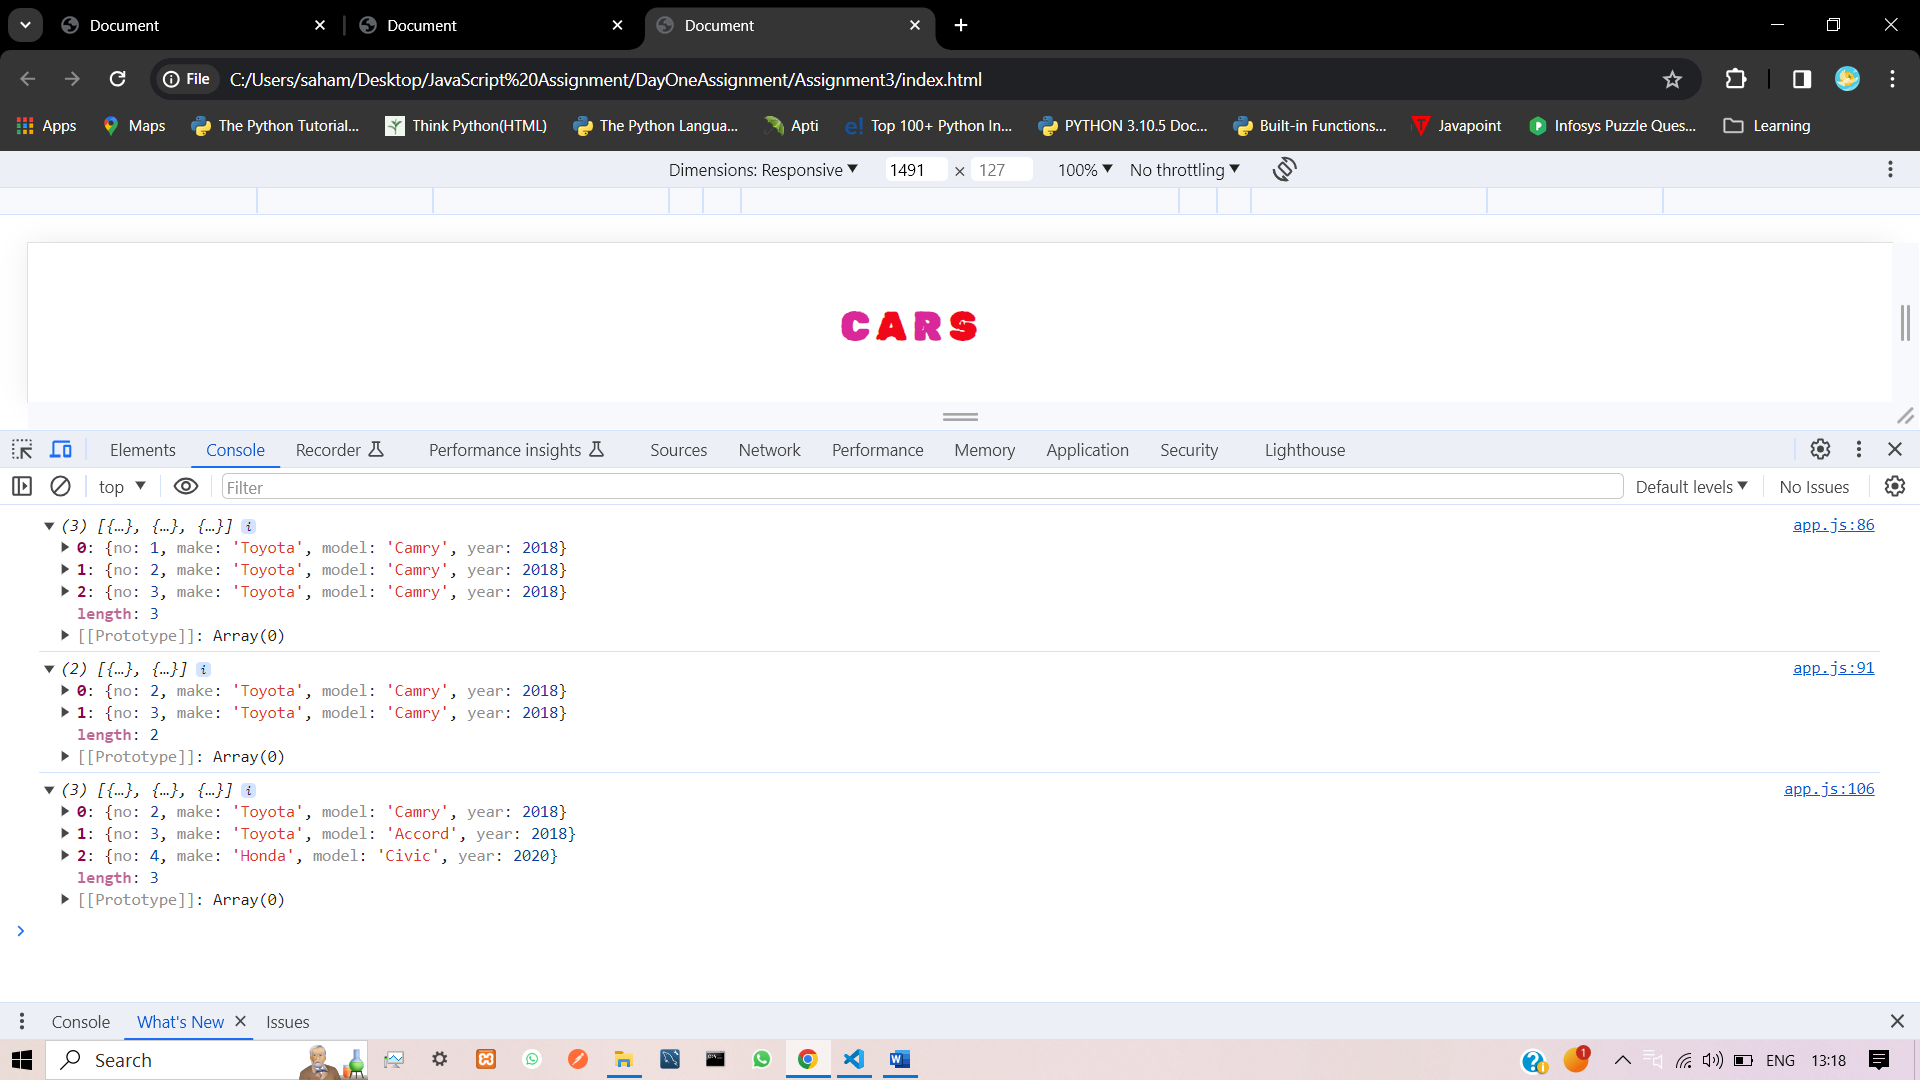 Document
Document
Document
File C:/Users/saham/Desktop/JavaScript%20Assignment/DayOneAssignment/Assignment3/index.html
Apps Maps The Python Tutorial... Think Python(HTML) The Python Langua... Apti Top 100+ Python In... PYTHON 3.10.5 Doc... Built-in Functions... Javapoint Infosys Puzzle Ques... Learning
Dimensions: Responsive ▼ 1491 × 127 100% ▼ No throttling ▼
CARS
Elements Console Recorder Performance insights Sources Network Performance Memory Application Security Lighthouse
top ▼ Filter Default levels ▼ No Issues
▼ (3) [{…}, {…}, {…}] i app.js:86
▶ 0: {no: 1, make: 'Toyota', model: 'Camry', year: 2018}
▶ 1: {no: 2, make: 'Toyota', model: 'Camry', year: 2018}
▶ 2: {no: 3, make: 'Toyota', model: 'Camry', year: 2018}
length: 3
▶ [[Prototype]]: Array(0)
▼ (2) [{…}, {…}] i app.js:91
▶ 0: {no: 2, make: 'Toyota', model: 'Camry', year: 2018}
▶ 1: {no: 3, make: 'Toyota', model: 'Camry', year: 2018}
length: 2
▶ [[Prototype]]: Array(0)
▼ (3) [{…}, {…}, {…}] i app.js:106
▶ 0: {no: 2, make: 'Toyota', model: 'Camry', year: 2018}
▶ 1: {no: 3, make: 'Toyota', model: 'Accord', year: 2018}
▶ 2: {no: 4, make: 'Honda', model: 'Civic', year: 2020}
length: 3
▶ [[Prototype]]: Array(0)
Console What's New Issues
Search 1 ENG 13:18